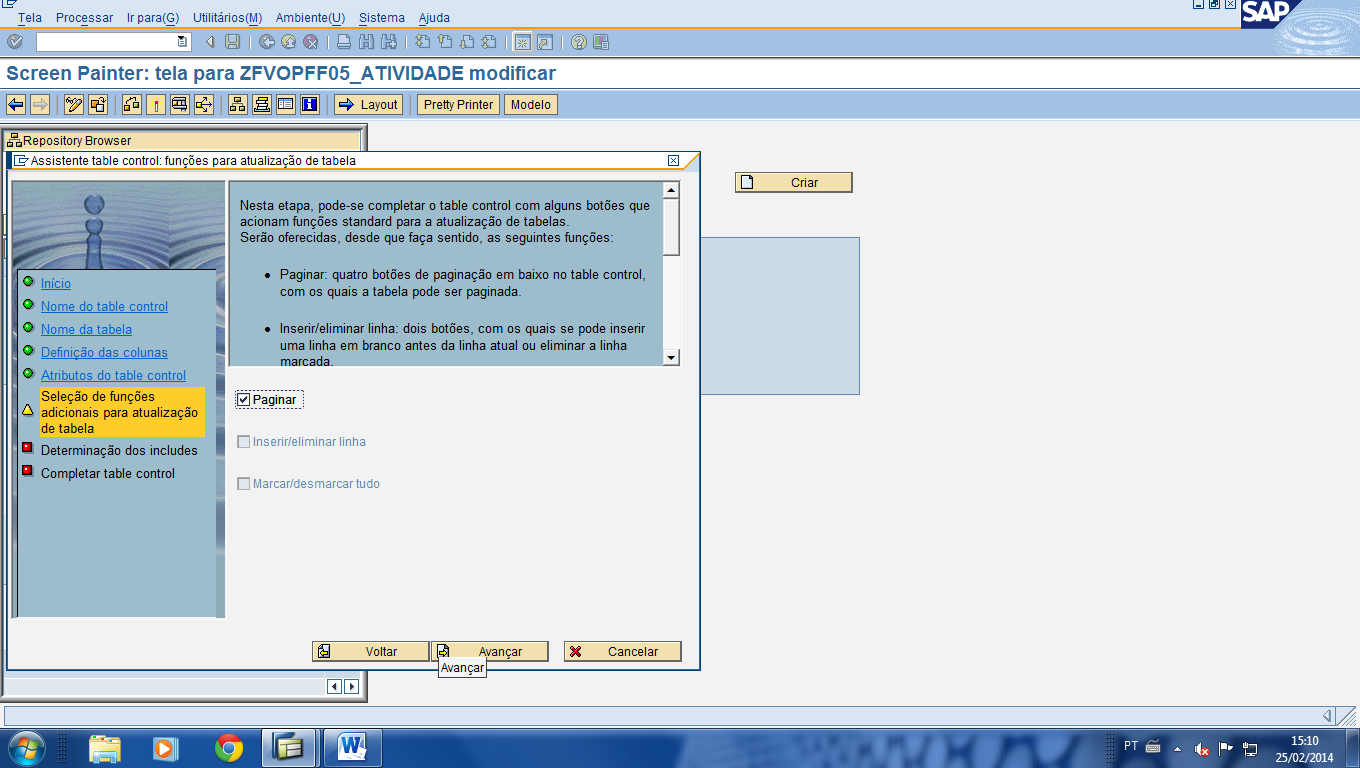 Tela Processar Ir para(G) Utilitários(M) Ambiente(U) Sistema Ajuda
SAP
Screen Painter: tela para ZFVOPFF05_ATIVIDADE modificar
Layout Pretty Printer Modelo
Repository Browser
Assistente table control: funções para atualização de tabela
Criar
Nesta etapa, pode-se completar o table control com alguns botões que
acionam funções standard para a atualização de tabelas.
Serão oferecidas, desde que faça sentido, as seguintes funções:
• Paginar: quatro botões de paginação em baixo no table control,
com os quais a tabela pode ser paginada.
• Inserir/eliminar linha: dois botões, com os quais se pode inserir
uma linha em branco antes da linha atual ou eliminar a linha
marcada.
Início
Nome do table control
Nome da tabela
Definição das colunas
Atributos do table control
Seleção de funções
adicionais para atualização
de tabela
Determinação dos includes
Completar table control
Paginar
Inserir/eliminar linha
Marcar/desmarcar tudo
Voltar Avançar Cancelar
Avançar
PT
15:10
25/02/2014